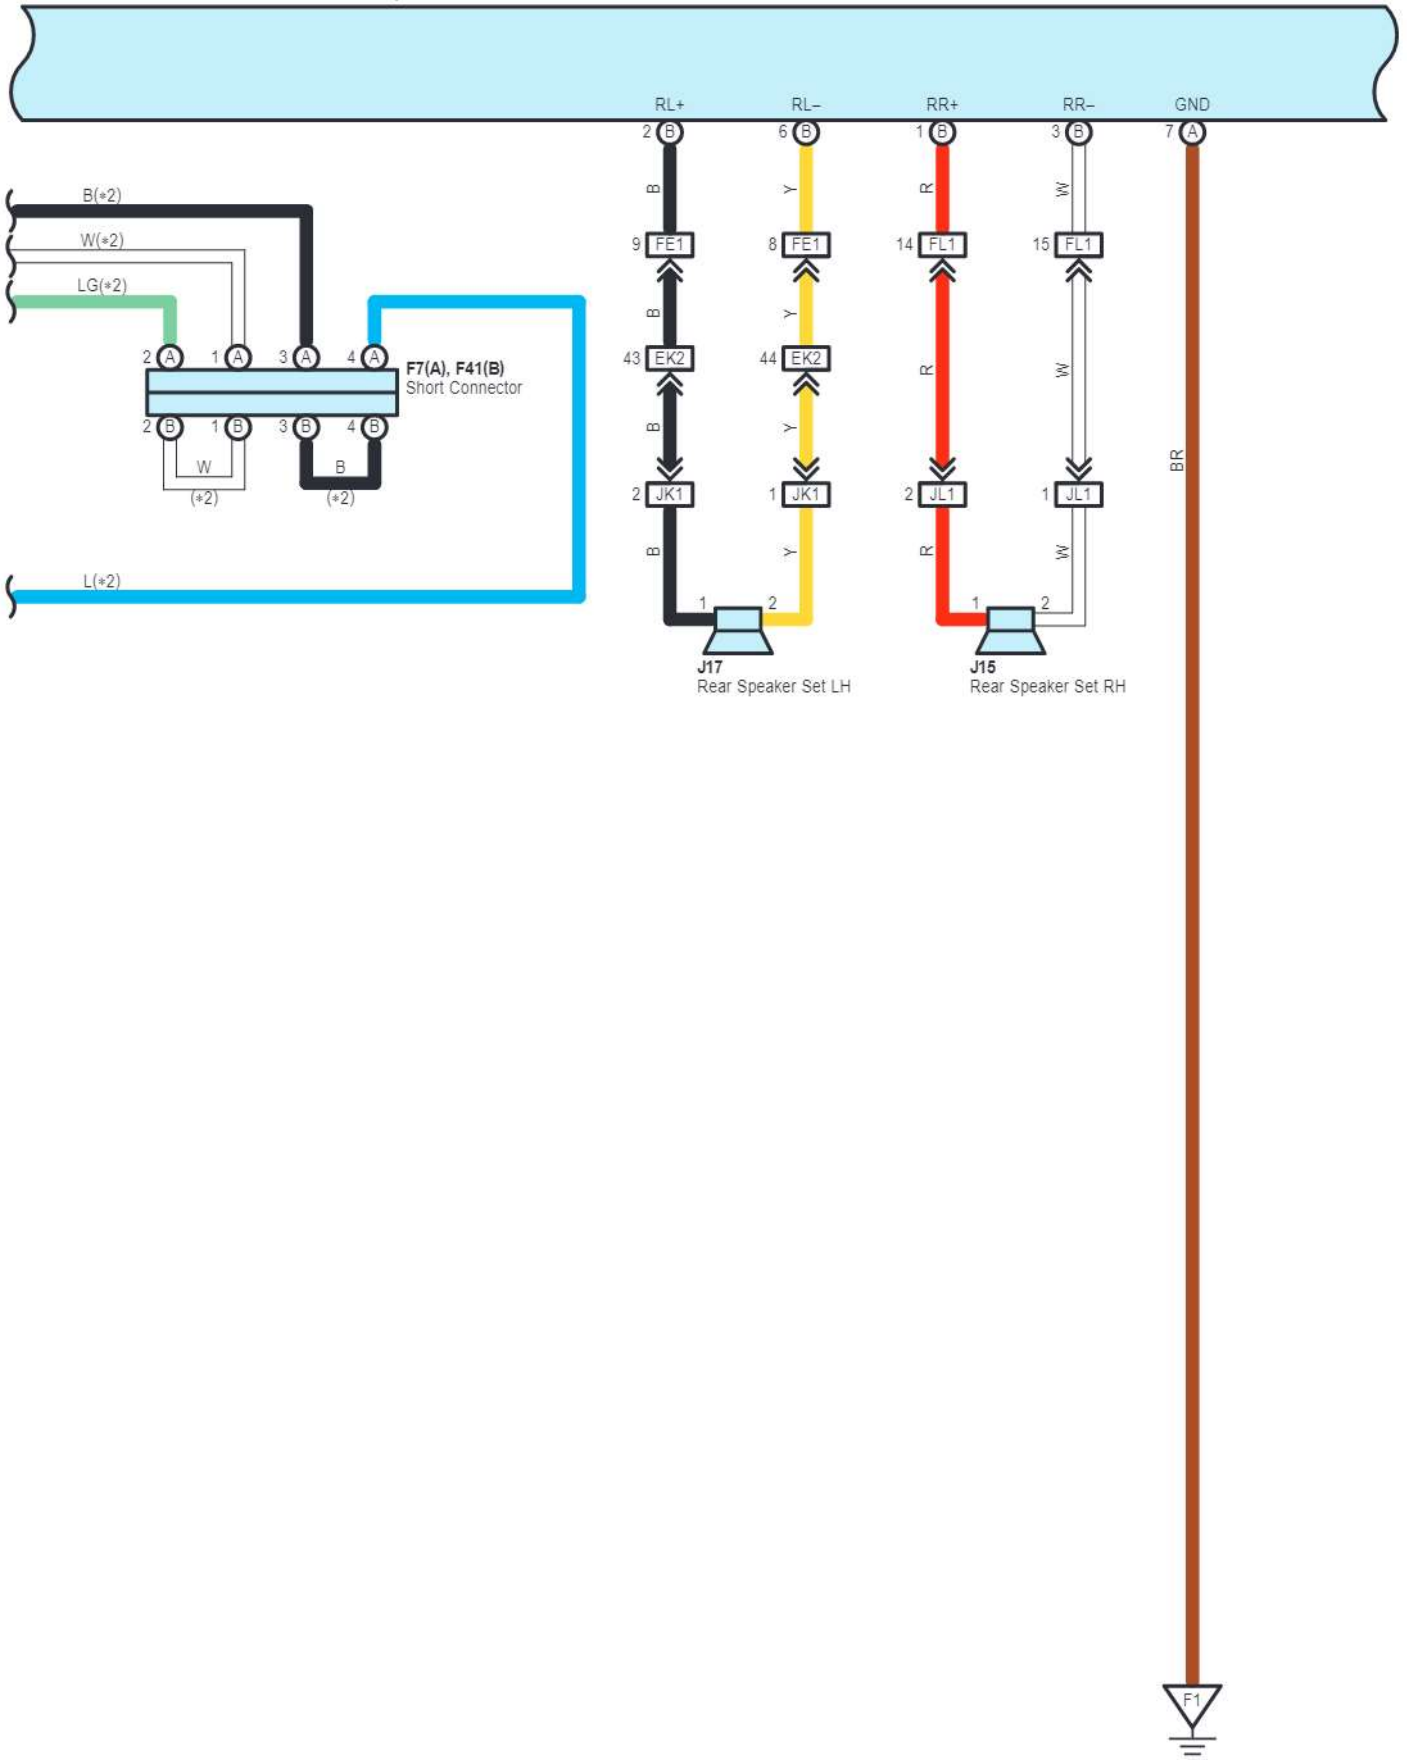 RL+ RL– RR+ RR– GND
2 B 6 B 1 B 3 B 7 A
B Y R W
B(*2)
W(*2)
9 FE1 8 FE1 14 FL1 15 FL1
LG(*2)
B Y
2 A 1 A 3 A 4 A
43 EK2 44 EK2
F7(A), F41(B)
Short Connector
R W
2 B 1 B 3 B 4 B
B Y
W B
(*2) (*2)
BR
2 JK1 1 JK1 2 JL1 1 JL1
B Y R W
L(*2)
1 2 1 2
J17 J15
Rear Speaker Set LH Rear Speaker Set RH
F1